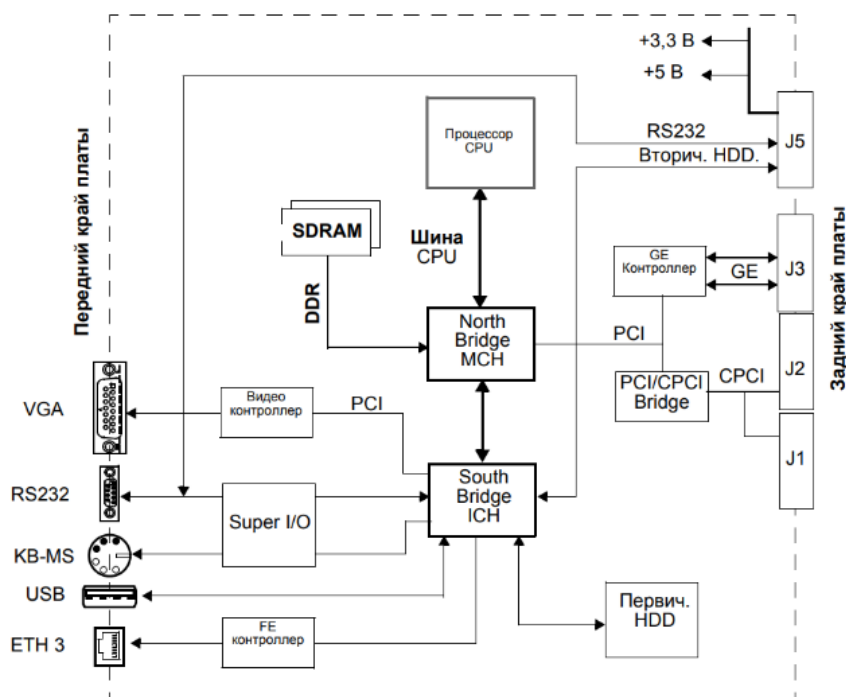 +3,3 В
+5 В
J5
RS232
Вторич. HDD.
Процессор
CPU
Передний край платы
SDRAM
Шина
CPU
DDR
GE
Контроллер
GE
J3
Задний край платы
North
Bridge
MCH
PCI
PCI/CPCI
Bridge
CPCI
J2
J1
VGA
Видео
контроллер
PCI
South
Bridge
ICH
RS232
Super I/O
KB-MS
USB
Первич.
HDD
ETH 3
FE
контроллер